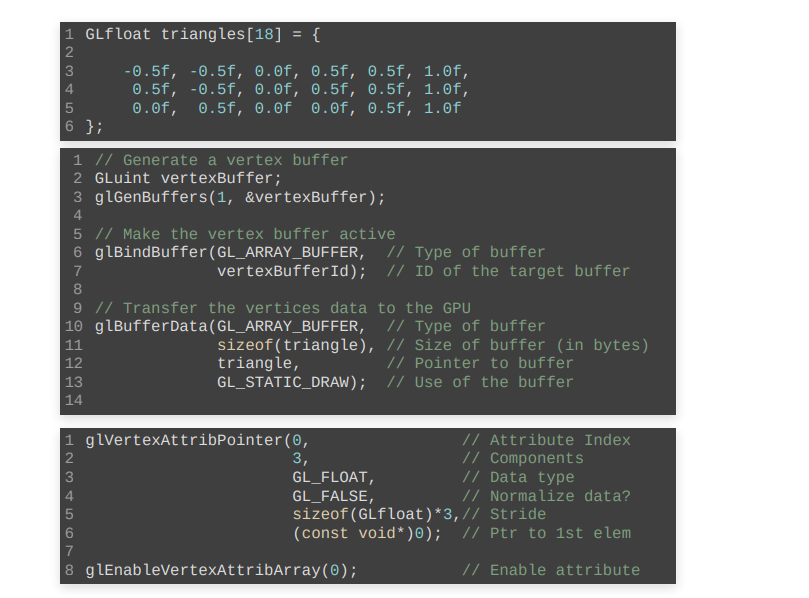 1 GLfloat triangles[18] = {
2
3     -0.5f, -0.5f, 0.0f, 0.5f, 0.5f, 1.0f,
4      0.5f, -0.5f, 0.0f, 0.5f, 0.5f, 1.0f,
5      0.0f,  0.5f, 0.0f  0.0f, 0.5f, 1.0f
6 };
1 // Generate a vertex buffer
2 GLuint vertexBuffer;
3 glGenBuffers(1, &vertexBuffer);
4
5 // Make the vertex buffer active
6 glBindBuffer(GL_ARRAY_BUFFER,  // Type of buffer
7              vertexBufferId);  // ID of the target buffer
8
9 // Transfer the vertices data to the GPU
10 glBufferData(GL_ARRAY_BUFFER,  // Type of buffer
11              sizeof(triangle), // Size of buffer (in bytes)
12              triangle,         // Pointer to buffer
13              GL_STATIC_DRAW);  // Use of the buffer
14
1 glVertexAttribPointer(0,                // Attribute Index
2                       3,                // Components
3                       GL_FLOAT,         // Data type
4                       GL_FALSE,         // Normalize data?
5                       sizeof(GLfloat)*3,// Stride
6                       (const void*)0);  // Ptr to 1st elem
7
8 glEnableVertexAttribArray(0);           // Enable attribute